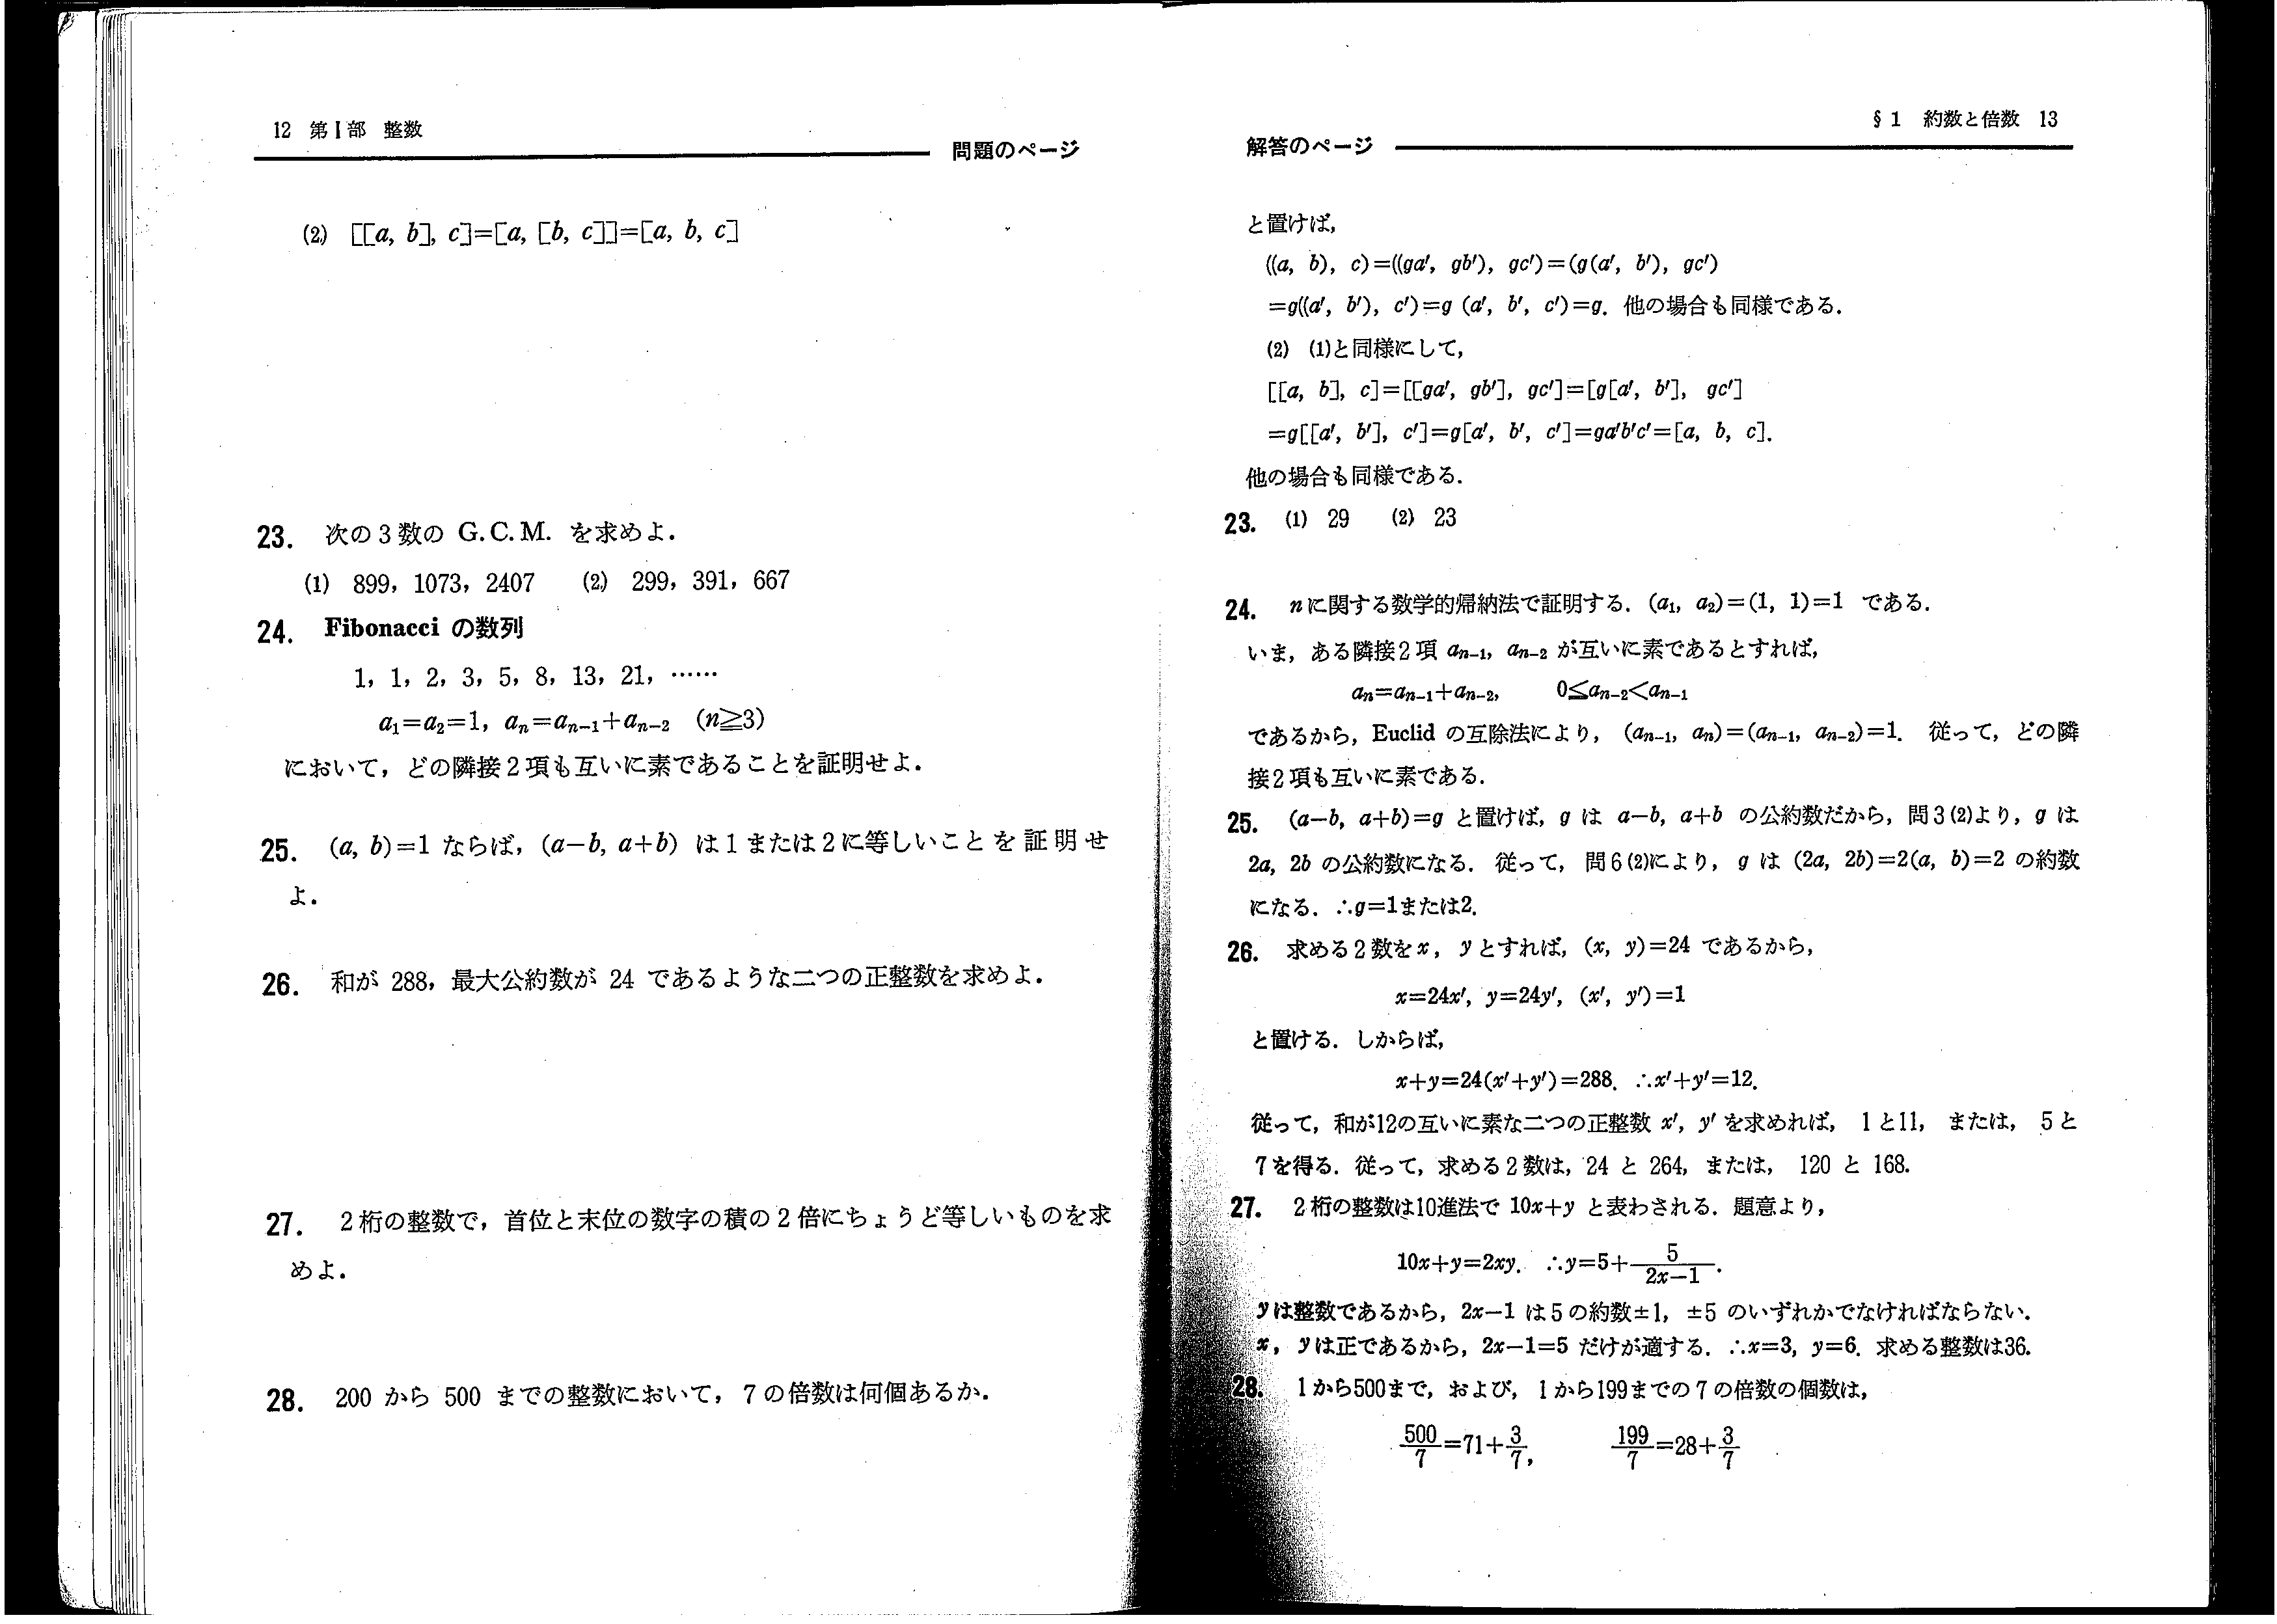 12 第I部 整数
問題のページ
(2) [[a, b], c]=[a, [b, c]]=[a, b, c]
23. 次の3数の G.C.M. を求めよ.
(1) 899, 1073, 2407 (2) 299, 391, 667
24. Fibonacci の数列
1, 1, 2, 3, 5, 8, 13, 21, ……
a₁=a₂=1, aₙ=aₙ₋₁+aₙ₋₂ (n≧3)
において, どの隣接2項も互いに素であることを証明せよ.
25. (a, b)=1 ならば, (a−b, a+b) は1または2に等しいことを証明せ
よ.
26. 和が 288, 最大公約数が 24 であるような二つの正整数を求めよ.
27. 2桁の整数で, 首位と末位の数字の積の2倍にちょうど等しいものを求
めよ.
28. 200 から 500 までの整数において, 7の倍数は何個あるか.
§1 約数と倍数 13
解答のページ
と置けば,
((a, b), c)=((ga′, gb′), gc′)=(g(a′, b′), gc′)
=g((a′, b′), c′)=g (a′, b′, c′)=g. 他の場合も同様である.
(2) (1)と同様にして,
[[a, b], c]=[[ga′, gb′], gc′]=[g[a′, b′], gc′]
=g[[a′, b′], c′]=g[a′, b′, c′]=ga′b′c′=[a, b, c].
他の場合も同様である.
23. (1) 29 (2) 23
24. nに関する数学的帰納法で証明する. (a₁, a₂)=(1, 1)=1 である.
いま, ある隣接2項 aₙ₋₁, aₙ₋₂ が互いに素であるとすれば,
aₙ=aₙ₋₁+aₙ₋₂, 0≦aₙ₋₂<aₙ₋₁
であるから, Euclid の互除法により, (aₙ₋₁, aₙ)=(aₙ₋₁, aₙ₋₂)=1. 従って, どの隣
接2項も互いに素である.
25. (a−b, a+b)=g と置けば, g は a−b, a+b の公約数だから, 問3(2)より, g は
2a, 2b の公約数になる. 従って, 問6(2)により, g は (2a, 2b)=2(a, b)=2 の約数
になる. ∴g=1または2.
26. 求める2数をx, yとすれば, (x, y)=24 であるから,
x=24x′, y=24y′, (x′, y′)=1
と置ける. しからば,
x+y=24(x′+y′)=288. ∴x′+y′=12.
従って, 和が12の互いに素な二つの正整数 x′, y′ を求めれば, 1と11, または, 5と
7を得る. 従って, 求める2数は, 24 と 264, または, 120 と 168.
27. 2桁の整数は10進法で 10x+y と表わされる. 題意より,
10x+y=2xy. ∴y=5+5/(2x−1).
yは整数であるから, 2x−1 は5の約数±1, ±5 のいずれかでなければならない.
x, yは正であるから, 2x−1=5 だけが適する. ∴x=3, y=6. 求める整数は36.
28. 1から500まで, および, 1から199までの7の倍数の個数は,
500/7=71+3/7, 199/7=28+3/7